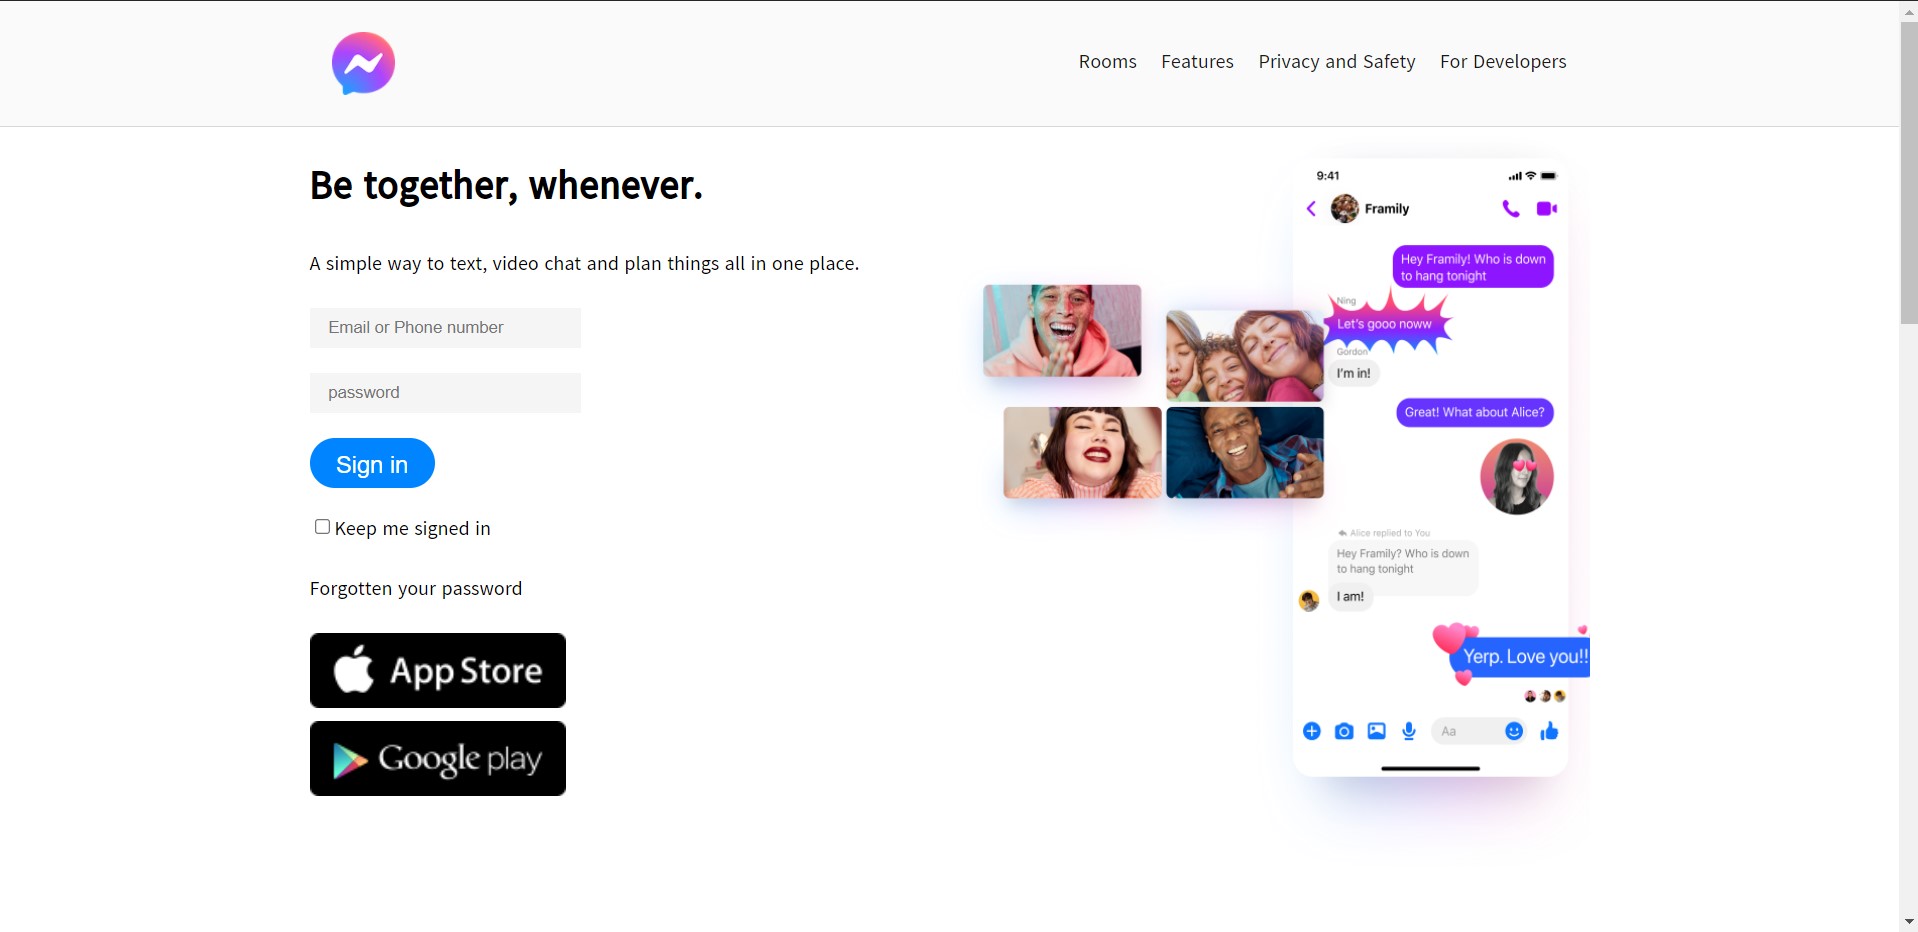 Rooms Features Privacy and Safety For Developers
Be together, whenever.
A simple way to text, video chat and plan things all in one place.
Email or Phone number
password
Sign in
Keep me signed in
Forgotten your password
App Store
Google play
9:41
Framily
Hey Framily! Who is down
to hang tonight
Ning
Let's gooo noww
Gordon
I'm in!
Great! What about Alice?
Alice replied to You
Hey Framily? Who is down
to hang tonight
I am!
Yerp. Love you!!
Aa